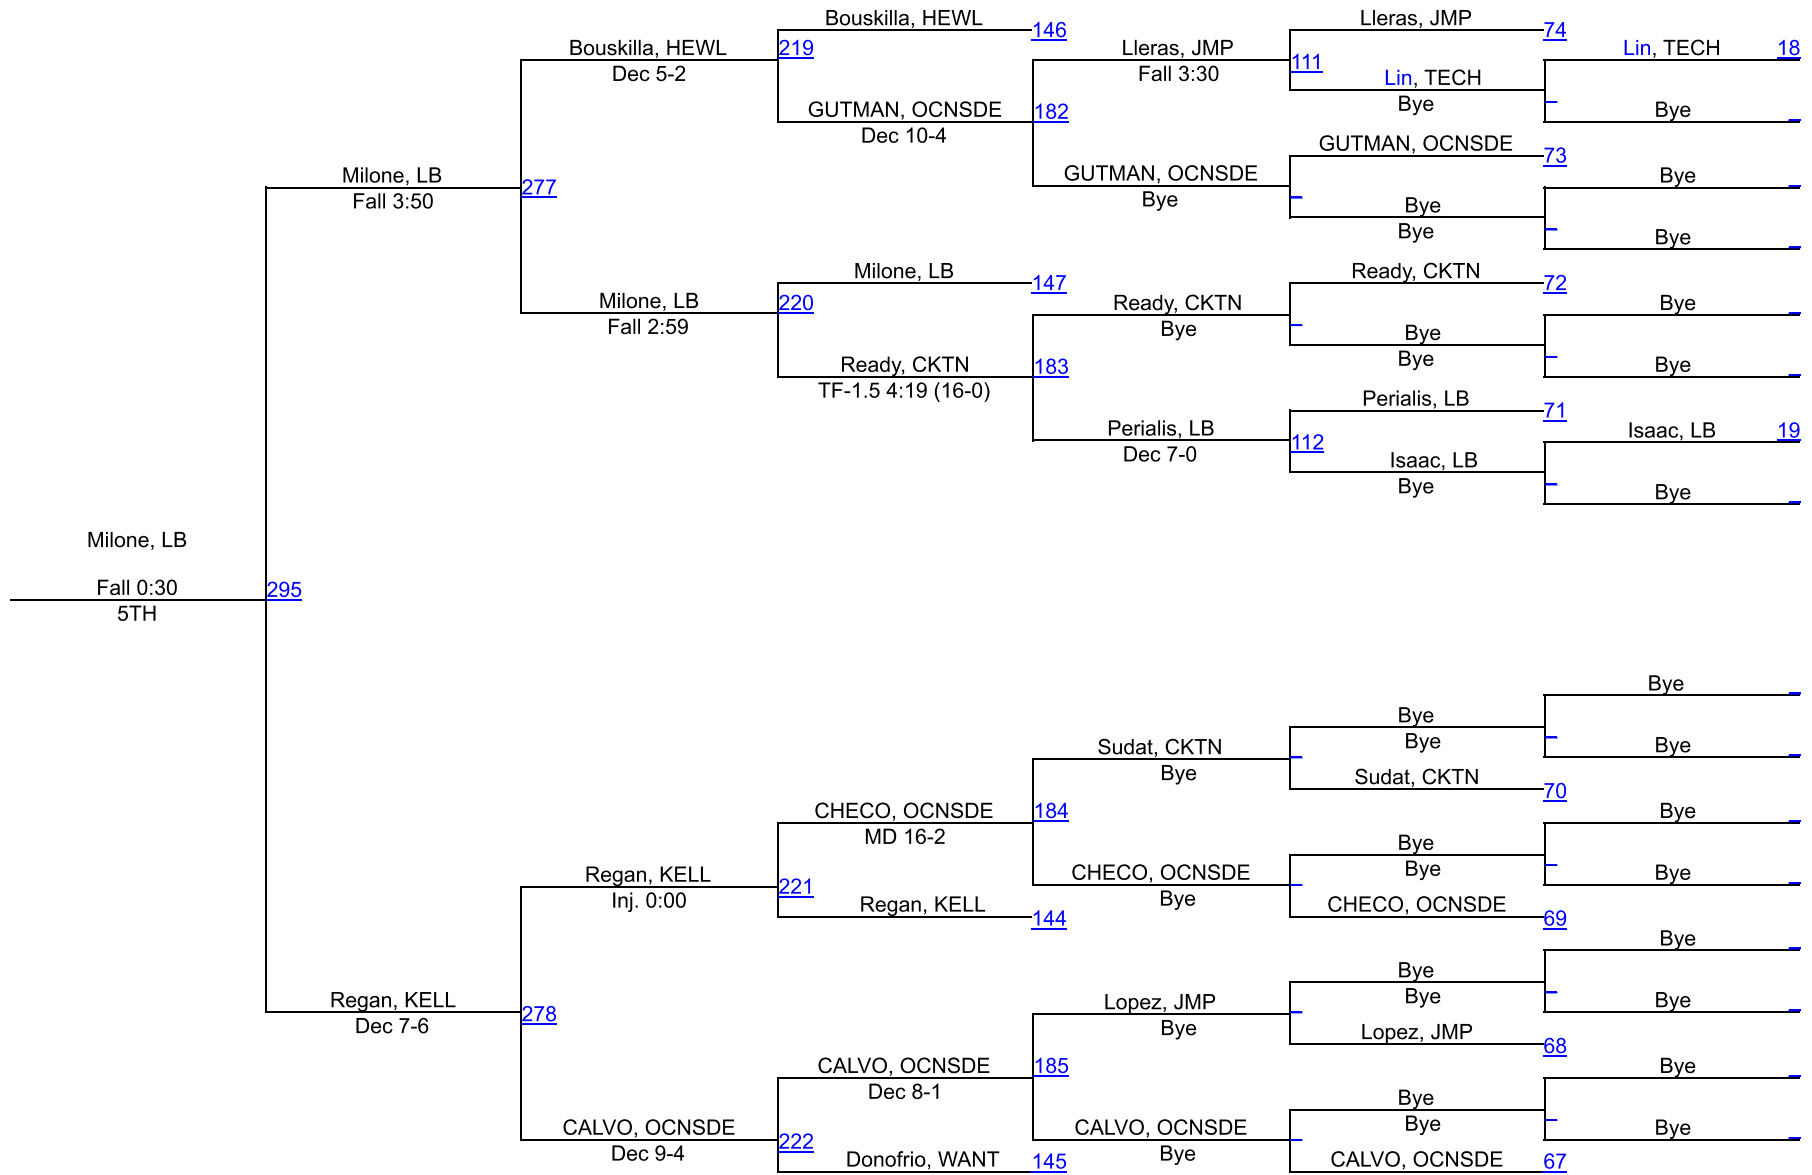 Bouskilla, HEWL
146
Lleras, JMP
74
Bouskilla, HEWL
219
Dec 5-2
Lleras, JMP
Fall 3:30
111
Lin, TECH
18
Lin, TECH
Bye
Bye
GUTMAN, OCNSDE
182
Dec 10-4
GUTMAN, OCNSDE
73
Milone, LB
277
Fall 3:50
GUTMAN, OCNSDE
Bye
Bye
Bye
Bye
Bye
Milone, LB
147
Ready, CKTN
72
Milone, LB
220
Fall 2:59
Ready, CKTN
Bye
Bye
Bye
Bye
Ready, CKTN
183
TF-1.5 4:19 (16-0)
Bye
Perialis, LB
71
Perialis, LB
112
Dec 7-0
Isaac, LB
19
Isaac, LB
Bye
Bye
Milone, LB
Fall 0:30
295
5TH
Bye
Bye
Bye
Sudat, CKTN
Bye
Bye
Sudat, CKTN
70
CHECO, OCNSDE
184
MD 16-2
Bye
Bye
Bye
Regan, KELL
221
Inj. 0:00
CHECO, OCNSDE
Bye
Bye
Regan, KELL
144
CHECO, OCNSDE
69
Bye
Regan, KELL
278
Dec 7-6
Bye
Bye
Lopez, JMP
Bye
Bye
Lopez, JMP
68
CALVO, OCNSDE
185
Dec 8-1
Bye
Bye
Bye
CALVO, OCNSDE
222
Dec 9-4
CALVO, OCNSDE
Bye
Bye
Donofrio, WANT
145
CALVO, OCNSDE
67